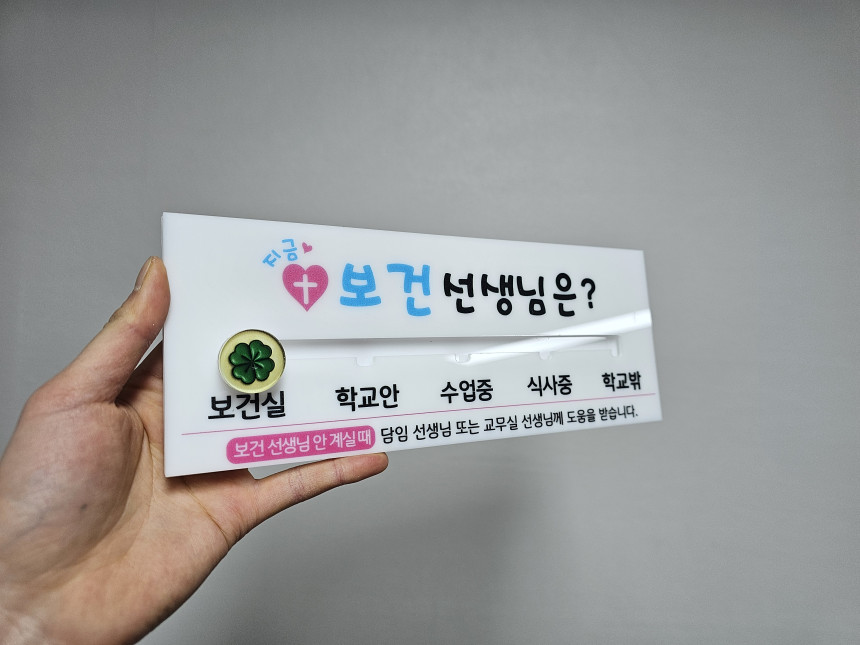 지금
보건 선생님은?
보건실 학교안 수업중 식사중 학교밖
보건 선생님 안 계실 때 담임 선생님 또는 교무실 선생님께 도움을 받습니다.